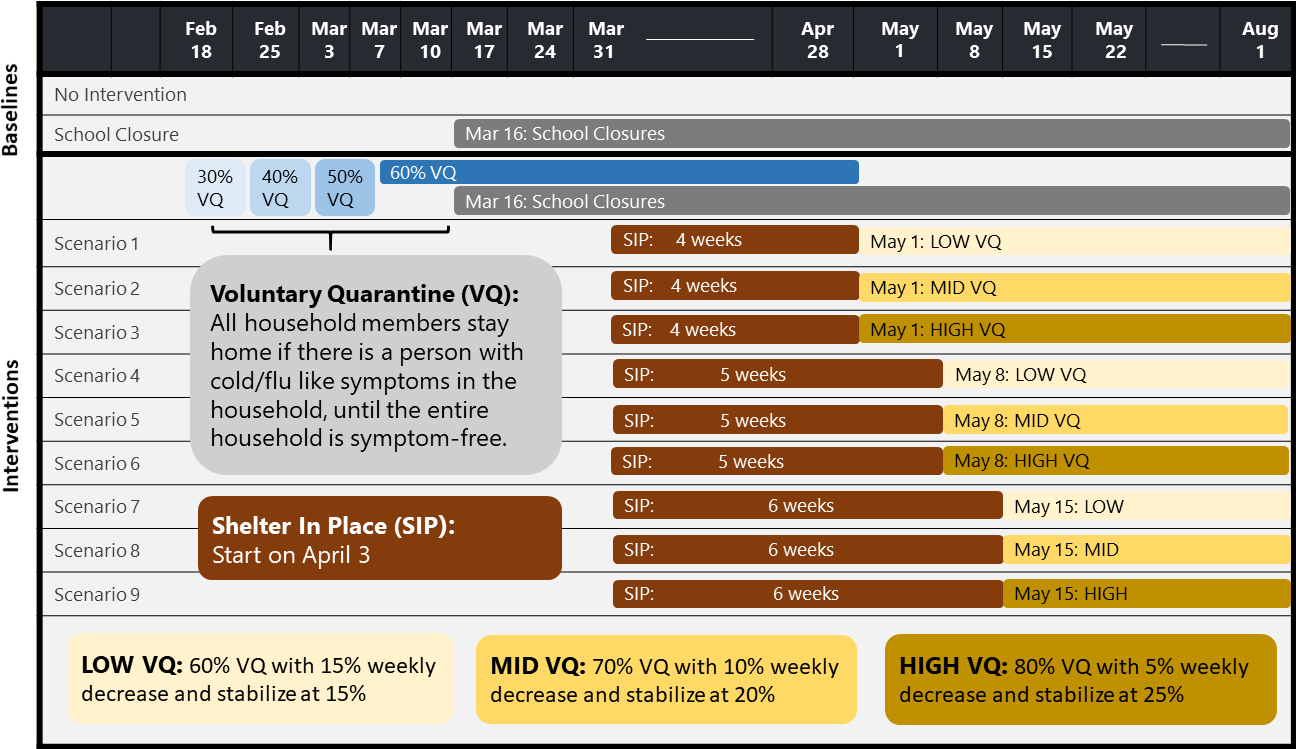 Feb 18
Feb 25
Mar 3
Mar 7
Mar 10
Mar 17
Mar 24
Mar 31
Apr 28
May 1
May 8
May 15
May 22
Aug 1
Baselines
No Intervention
School Closure
Mar 16: School Closures
30% VQ
40% VQ
50% VQ
60% VQ
Mar 16: School Closures
Interventions
Scenario 1
SIP: 4 weeks
May 1: LOW VQ
Scenario 2
SIP: 4 weeks
May 1: MID VQ
Scenario 3
SIP: 4 weeks
May 1: HIGH VQ
Scenario 4
SIP: 5 weeks
May 8: LOW VQ
Scenario 5
SIP: 5 weeks
May 8: MID VQ
Scenario 6
SIP: 5 weeks
May 8: HIGH VQ
Scenario 7
SIP: 6 weeks
May 15: LOW
Scenario 8
SIP: 6 weeks
May 15: MID
Scenario 9
SIP: 6 weeks
May 15: HIGH
Voluntary Quarantine (VQ):
All household members stay
home if there is a person with
cold/flu like symptoms in the
household, until the entire
household is symptom-free.
Shelter In Place (SIP):
Start on April 3
LOW VQ: 60% VQ with 15% weekly
decrease and stabilize at 15%
MID VQ: 70% VQ with 10% weekly
decrease and stabilize at 20%
HIGH VQ: 80% VQ with 5% weekly
decrease and stabilize at 25%